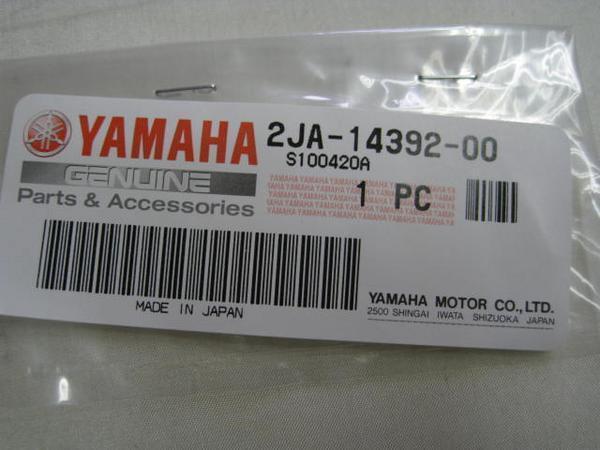 YAMAHA 2JA-14392-00
S100420A
GENUINE
Parts & Accessories
1 PC
MADE IN JAPAN
YAMAHA MOTOR CO., LTD.
2500 SHINGAI IWATA SHIZUOKA JAPAN